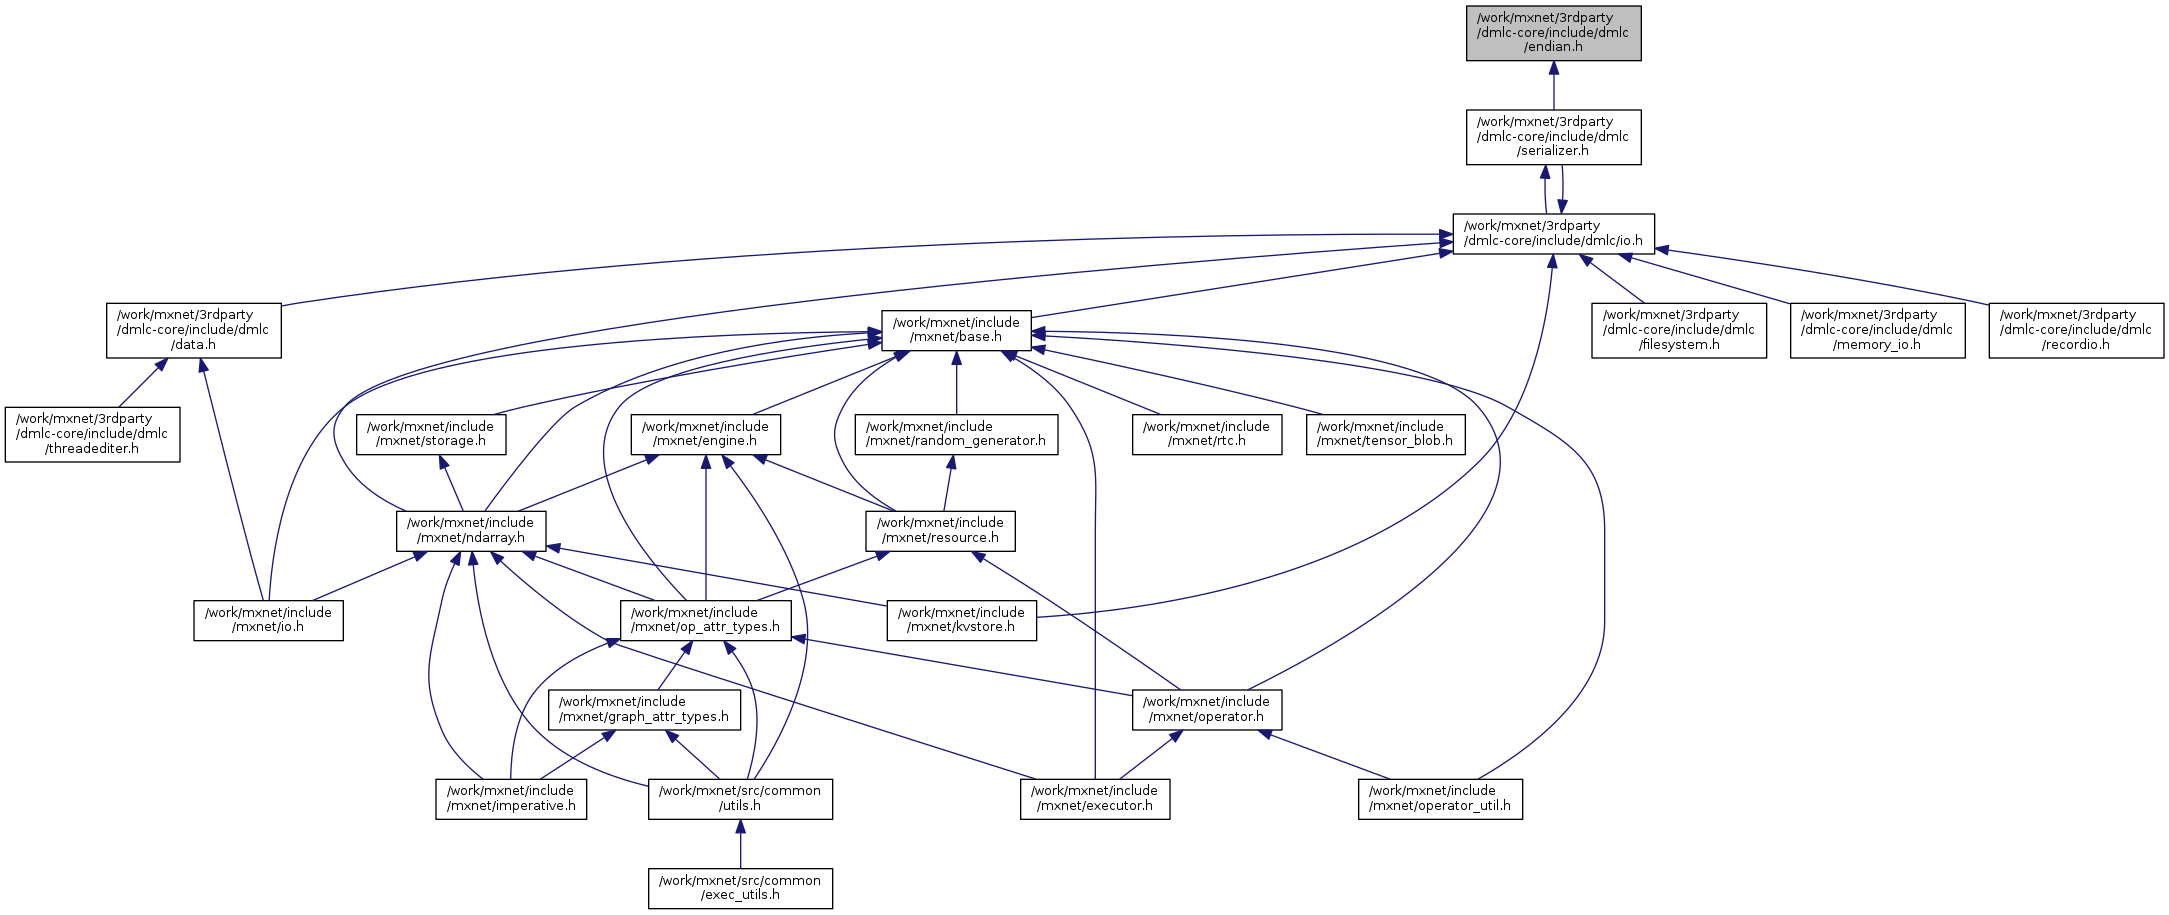 /work/mxnet/3rdparty
/dmlc-core/include/dmlc
/endian.h
/work/mxnet/3rdparty
/dmlc-core/include/dmlc
/serializer.h
/work/mxnet/3rdparty
/dmlc-core/include/dmlc/io.h
/work/mxnet/3rdparty
/dmlc-core/include/dmlc
/data.h
/work/mxnet/include
/mxnet/base.h
/work/mxnet/3rdparty
/dmlc-core/include/dmlc
/filesystem.h
/work/mxnet/3rdparty
/dmlc-core/include/dmlc
/memory_io.h
/work/mxnet/3rdparty
/dmlc-core/include/dmlc
/recordio.h
/work/mxnet/3rdparty
/dmlc-core/include/dmlc
/threadediter.h
/work/mxnet/include
/mxnet/storage.h
/work/mxnet/include
/mxnet/engine.h
/work/mxnet/include
/mxnet/random_generator.h
/work/mxnet/include
/mxnet/rtc.h
/work/mxnet/include
/mxnet/tensor_blob.h
/work/mxnet/include
/mxnet/ndarray.h
/work/mxnet/include
/mxnet/resource.h
/work/mxnet/include
/mxnet/io.h
/work/mxnet/include
/mxnet/op_attr_types.h
/work/mxnet/include
/mxnet/kvstore.h
/work/mxnet/include
/mxnet/graph_attr_types.h
/work/mxnet/include
/mxnet/operator.h
/work/mxnet/include
/mxnet/imperative.h
/work/mxnet/src/common
/utils.h
/work/mxnet/include
/mxnet/executor.h
/work/mxnet/include
/mxnet/operator_util.h
/work/mxnet/src/common
/exec_utils.h